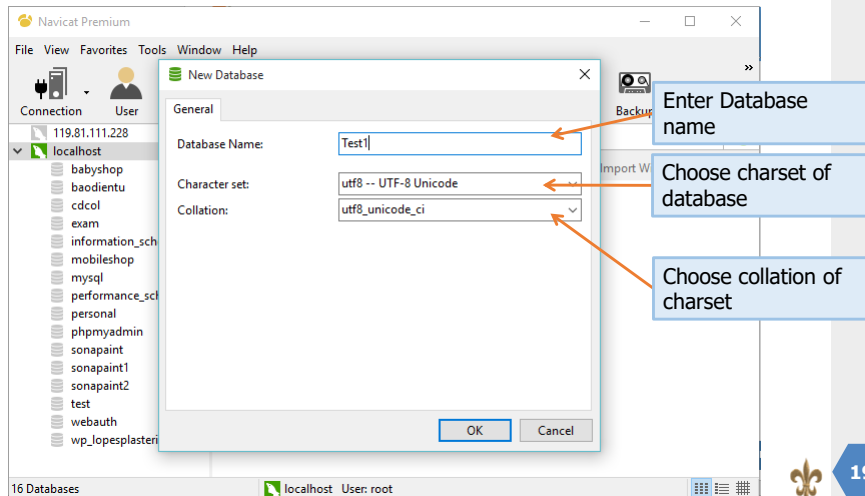 Navicat Premium
File View Favorites Tools Window Help
Connection
User
Backup
New Database
General
Database Name:
Test1
Character set:
utf8 -- UTF-8 Unicode
Collation:
utf8_unicode_ci
OK
Cancel
Import W
119.81.111.228
localhost
babyshop
baodientu
cdcol
exam
information_sch
mobileshop
mysql
performance_sch
personal
phpmyadmin
sonapaint
sonapaint1
sonapaint2
test
webauth
wp_lopesplasteri
16 Databases
localhost User: root
Enter Database
name
Choose charset of
database
Choose collation of
charset